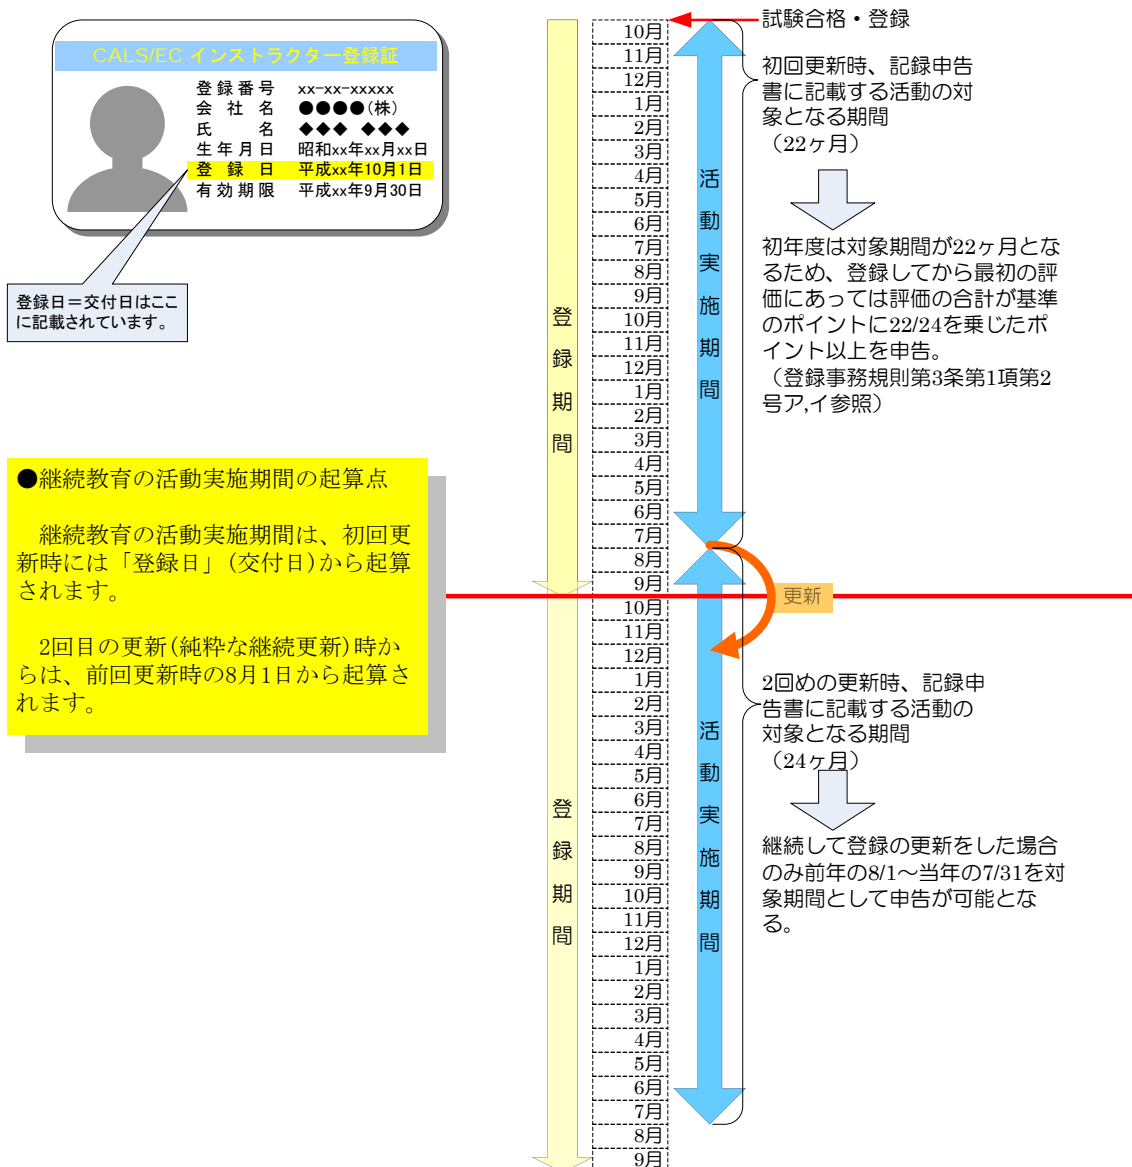 CALS/EC インストラクター登録証
登録番号 xx-xx-xxxxx
会社名 ●●●●(株)
氏名 ◆◆◆ ◆◆◆
生年月日 昭和xx年xx月xx日
登録日 平成xx年10月1日
有効期限 平成xx年9月30日
登録日＝交付日はここ
に記載されています。
●継続教育の活動実施期間の起算点
継続教育の活動実施期間は、初回更
新時には「登録日」(交付日)から起算
されます。
2回目の更新(純粋な継続更新)時か
らは、前回更新時の8月1日から起算さ
れます。
登録期間
登録期間
10月
11月
12月
1月
2月
3月
4月
5月
6月
7月
8月
9月
10月
11月
12月
1月
2月
3月
4月
5月
6月
7月
8月
9月
10月
11月
12月
1月
2月
3月
4月
5月
6月
7月
8月
9月
10月
11月
12月
1月
2月
3月
4月
5月
6月
7月
8月
9月
活動実施期間
活動実施期間
試験合格・登録
初回更新時、記録申告
書に記載する活動の対
象となる期間
（22ヶ月）
初年度は対象期間が22ヶ月とな
るため、登録してから最初の評
価にあっては評価の合計が基準
のポイントに22/24を乗じたポ
イント以上を申告。
（登録事務規則第3条第1項第2
号ア,イ参照）
更新
2回めの更新時、記録申
告書に記載する活動の
対象となる期間
（24ヶ月）
継続して登録の更新をした場合
のみ前年の8/1～当年の7/31を対
象期間として申告が可能とな
る。